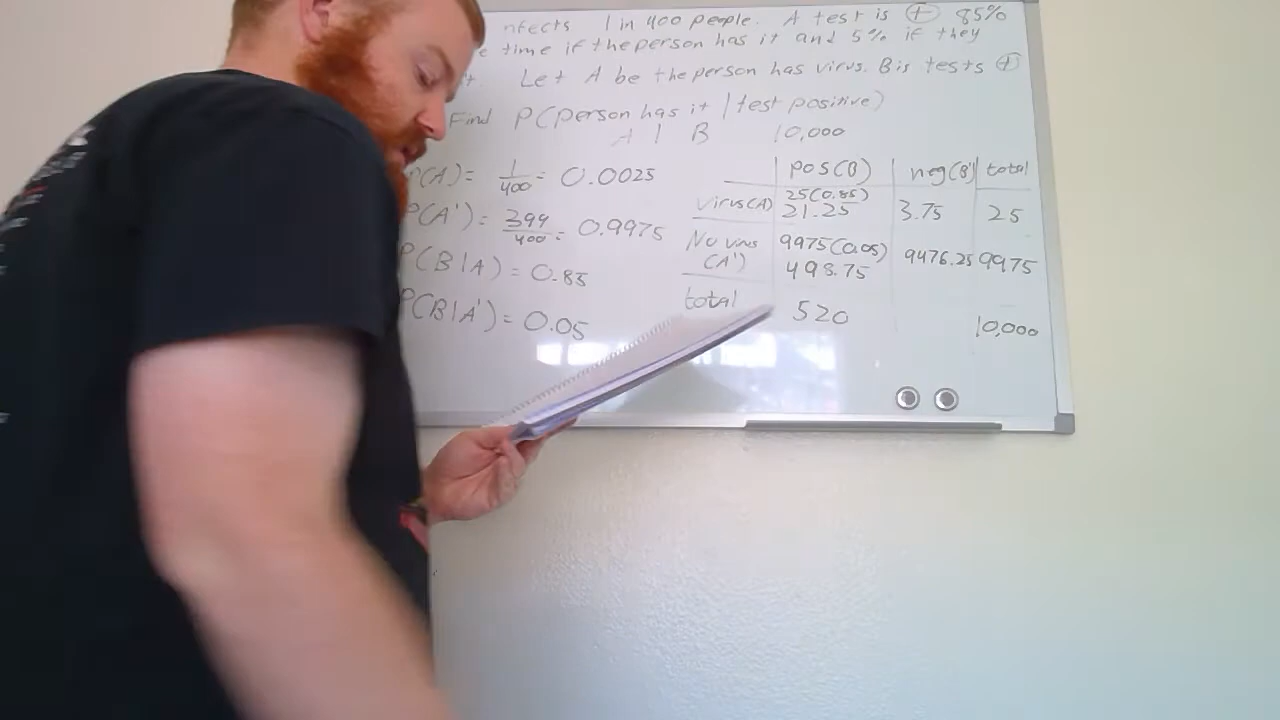 nfects 1 in 400 people. A test is ⊕ 85%
e time if the person has it and 5% if they
t. Let A be the person has virus. B is tests ⊕
Find P(person has it | test positive)
A | B
10,000
P(A) = 1/400 = 0.0025
P(A') = 399/400 = 0.9975
P(B|A) = 0.85
P(B|A') = 0.05
pos(B) neg(B') total
virus(A) 25(0.85) 21.25 3.75 25
No virus (A') 9975(0.05) 498.75 9476.25 9975
total 520 10,000